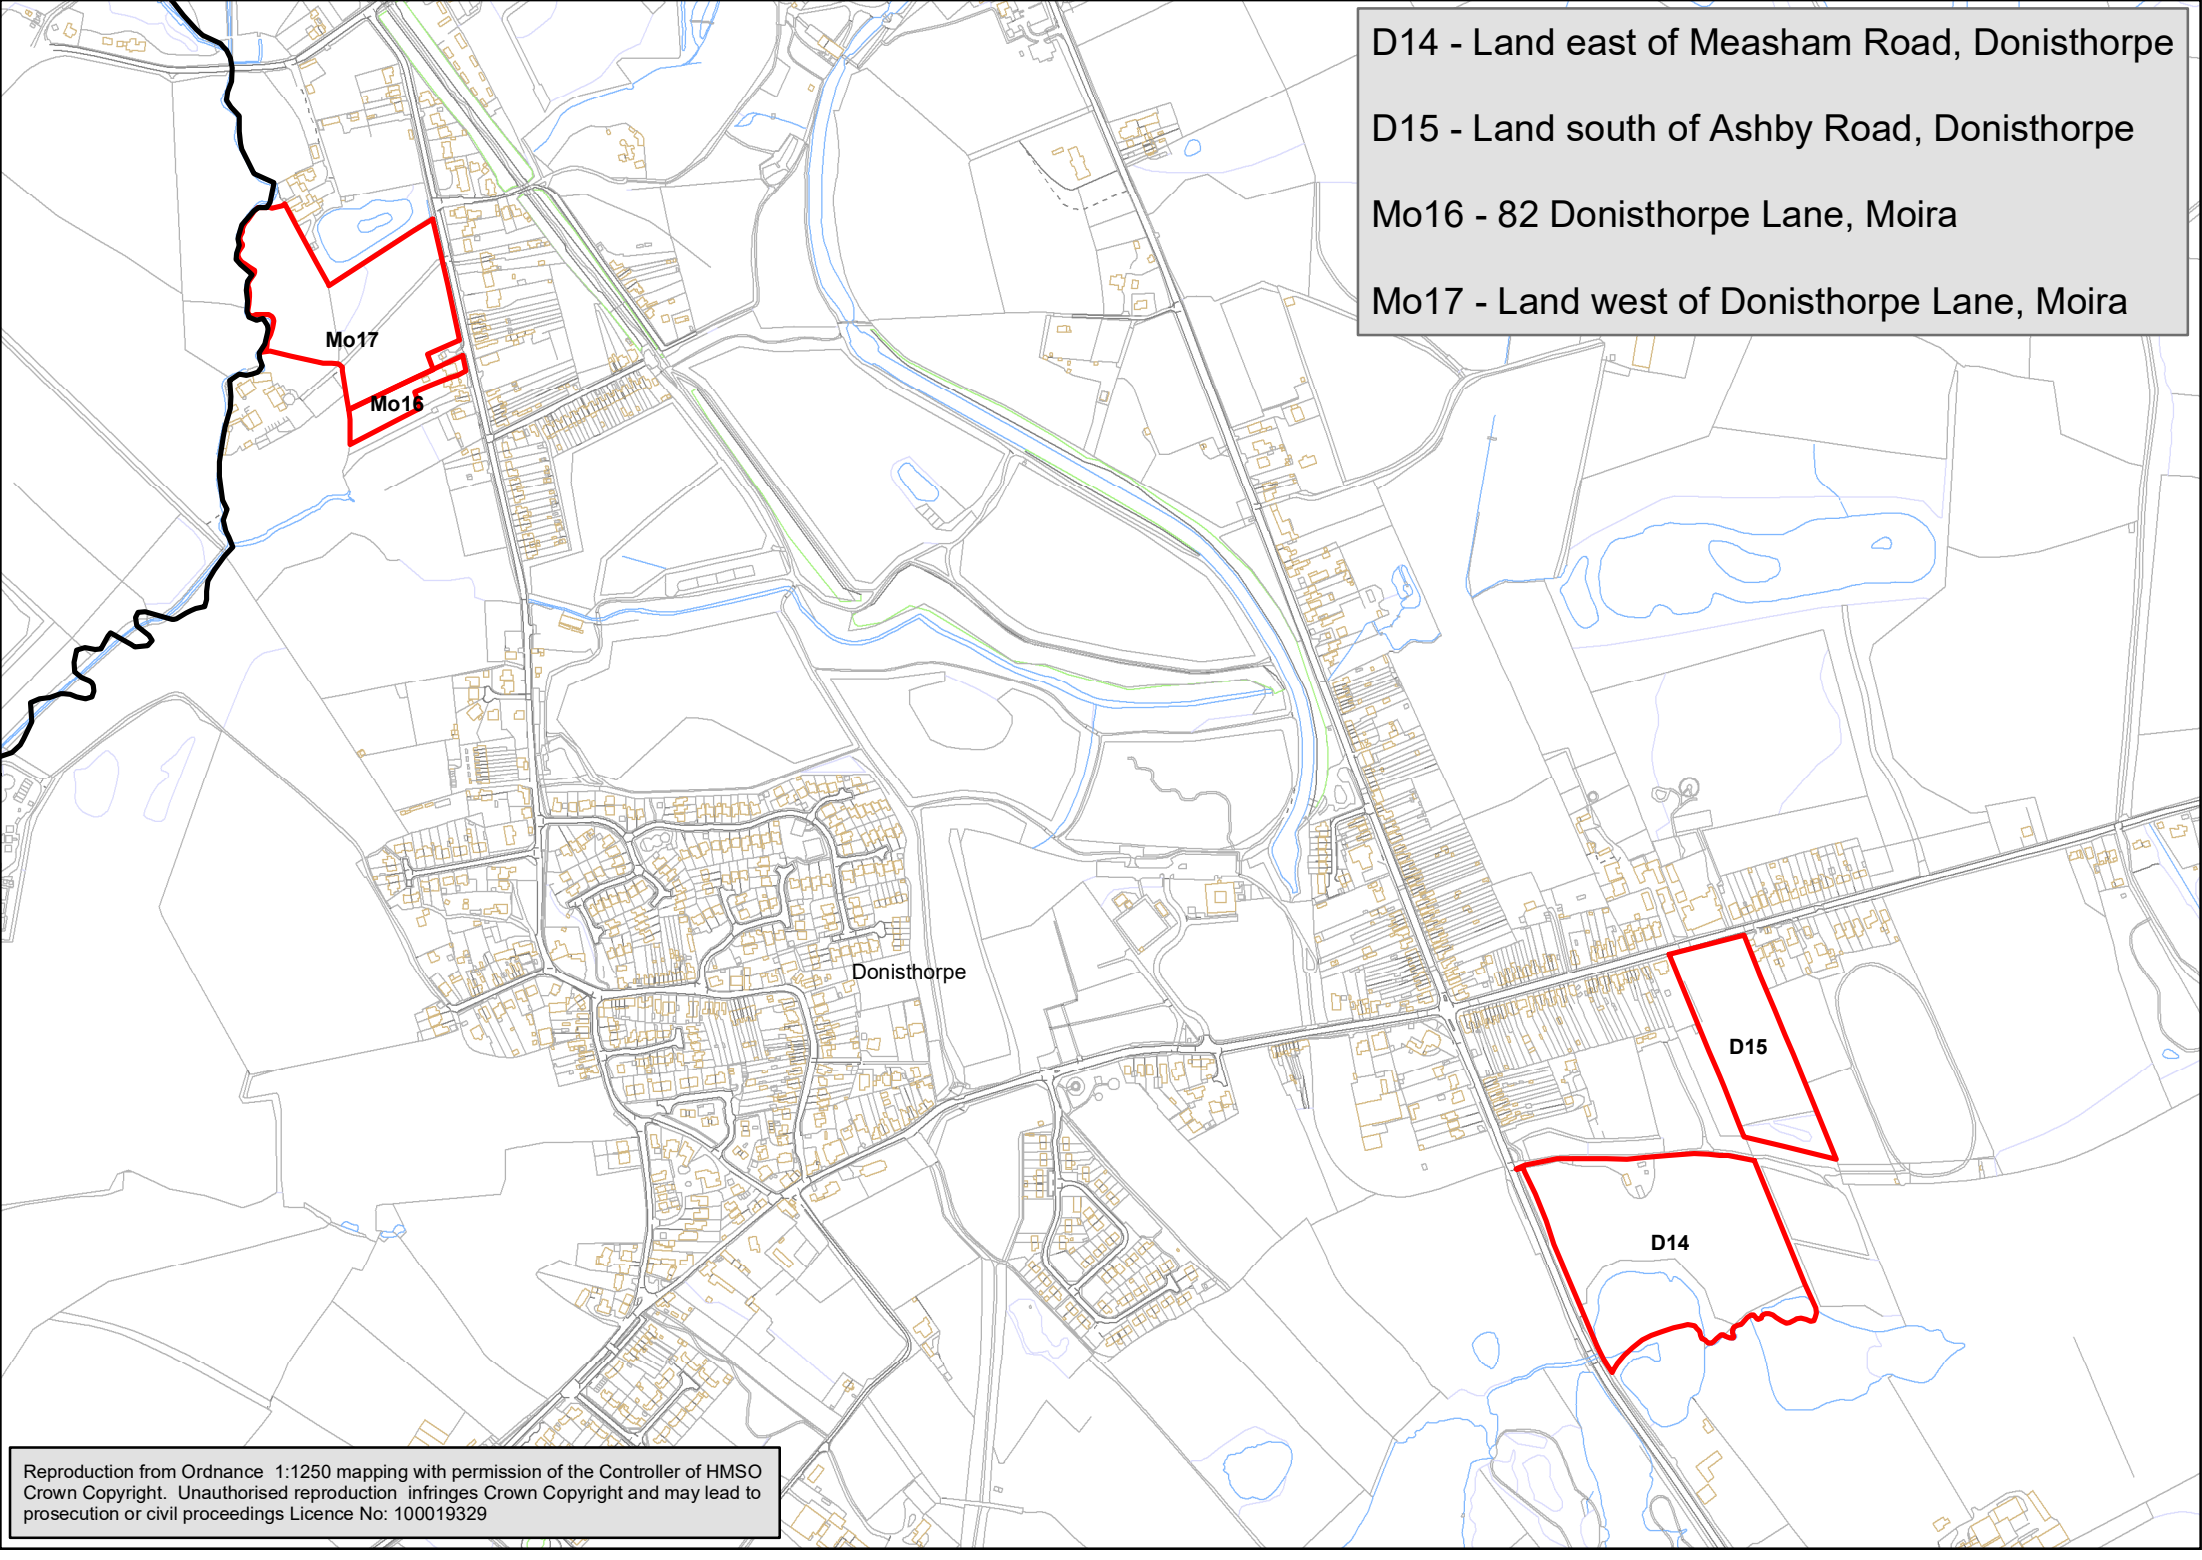 D14 - Land east of Measham Road, Donisthorpe
D15 - Land south of Ashby Road, Donisthorpe
Mo16 - 82 Donisthorpe Lane, Moira
Mo17 - Land west of Donisthorpe Lane, Moira
Mo17
Mo16
Donisthorpe
D15
D14
Reproduction from Ordnance 1:1250 mapping with permission of the Controller of HMSO
Crown Copyright. Unauthorised reproduction infringes Crown Copyright and may lead to
prosecution or civil proceedings Licence No: 100019329